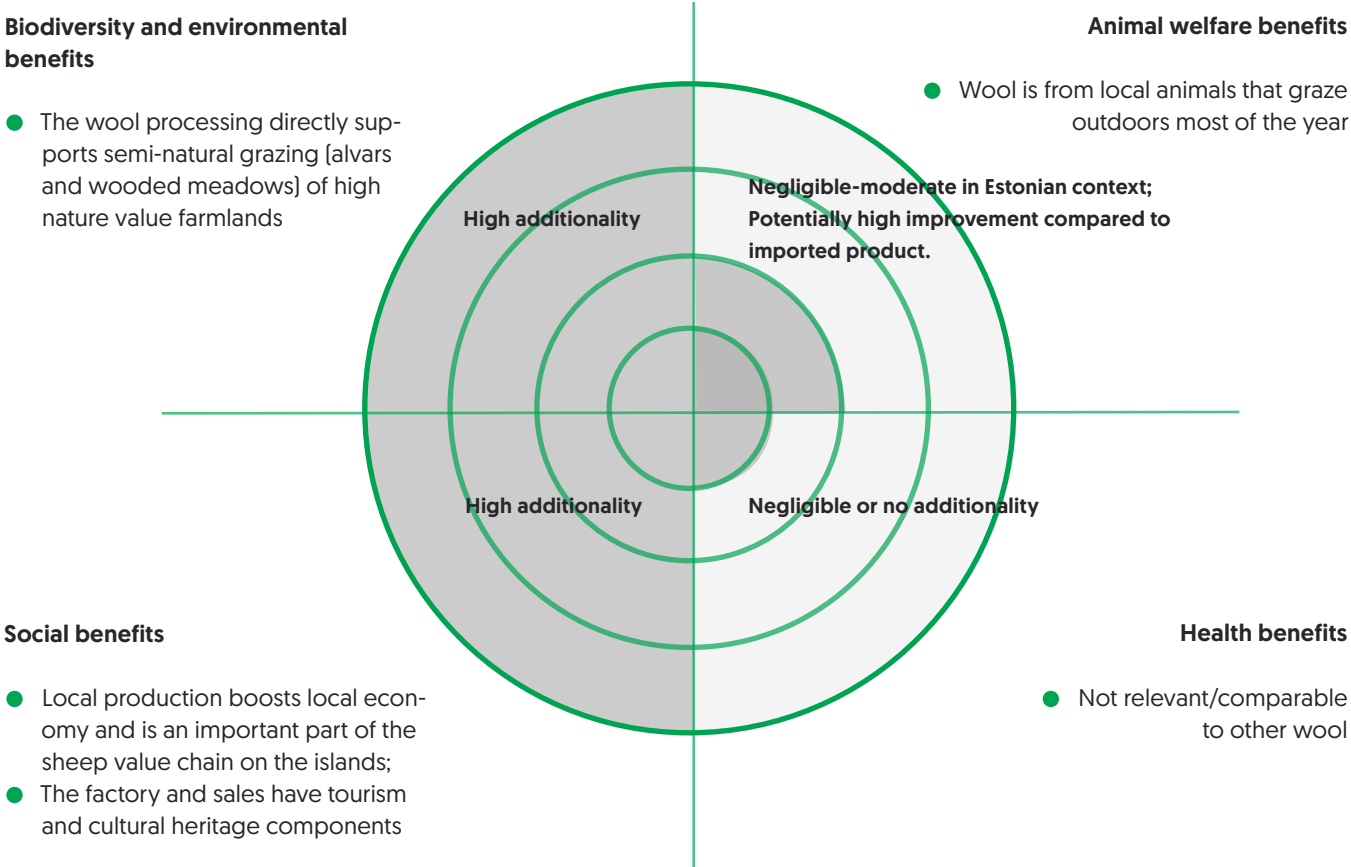 Biodiversity and environmental
benefits
The wool processing directly sup-
ports semi-natural grazing (alvars
and wooded meadows) of high
nature value farmlands
Animal welfare benefits
Wool is from local animals that graze
outdoors most of the year
High additionality
Negligible-moderate in Estonian context;
Potentially high improvement compared to
imported product.
High additionality
Negligible or no additionality
Social benefits
Local production boosts local econ-
omy and is an important part of the
sheep value chain on the islands;
The factory and sales have tourism
and cultural heritage components
Health benefits
Not relevant/comparable
to other wool